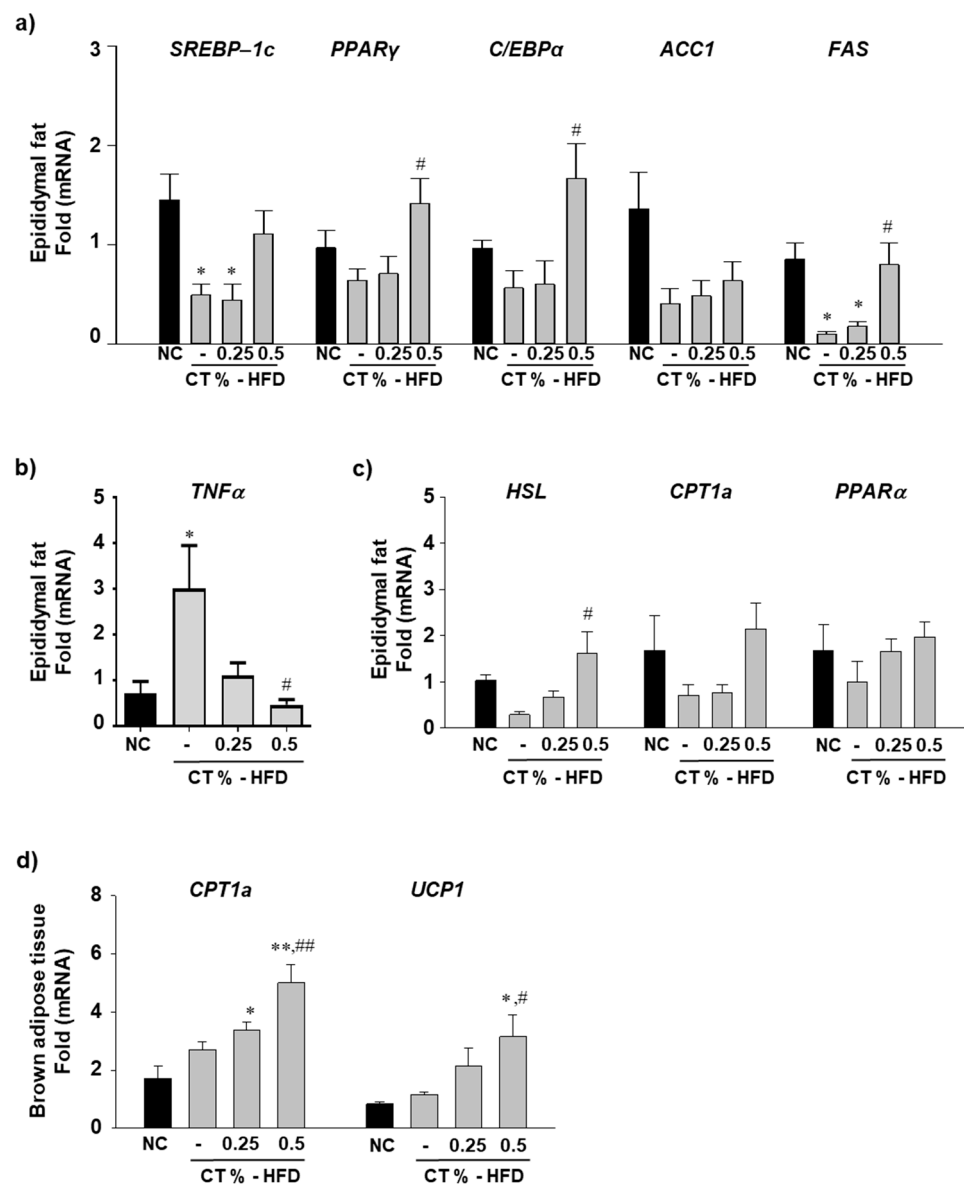 a)
SREBP–1c PPARγ C/EBPα ACC1 FAS
Epididymal fat
Fold (mRNA)
3
2
1
0
* * # # * * #
NC - 0.25 0.5 NC - 0.25 0.5 NC - 0.25 0.5 NC - 0.25 0.5 NC - 0.25 0.5
CT % - HFD CT % - HFD CT % - HFD CT % - HFD CT % - HFD
b)
TNFα
Epididymal fat
Fold (mRNA)
5
4
3
2
1
0
* #
NC - 0.25 0.5
CT % - HFD
c)
HSL CPT1a PPARα
Epididymal fat
Fold (mRNA)
5
4
3
2
1
0
#
NC - 0.25 0.5 NC - 0.25 0.5 NC - 0.25 0.5
CT % - HFD CT % - HFD CT % - HFD
d)
CPT1a UCP1
Brown adipose tissue
Fold (mRNA)
8
6
4
2
0
* **,## *,#
NC - 0.25 0.5 NC - 0.25 0.5
CT % - HFD CT % - HFD